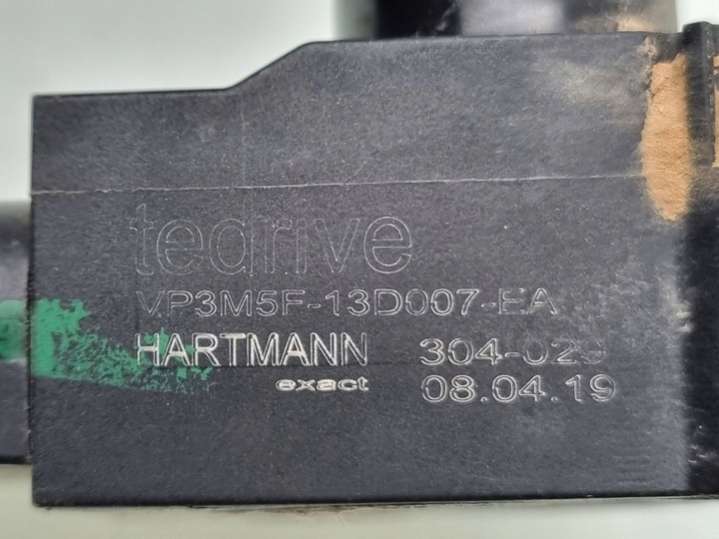 tedrive
VP3M5F-13D007-EA
HARTMANN 304-029
exact 08.04.19